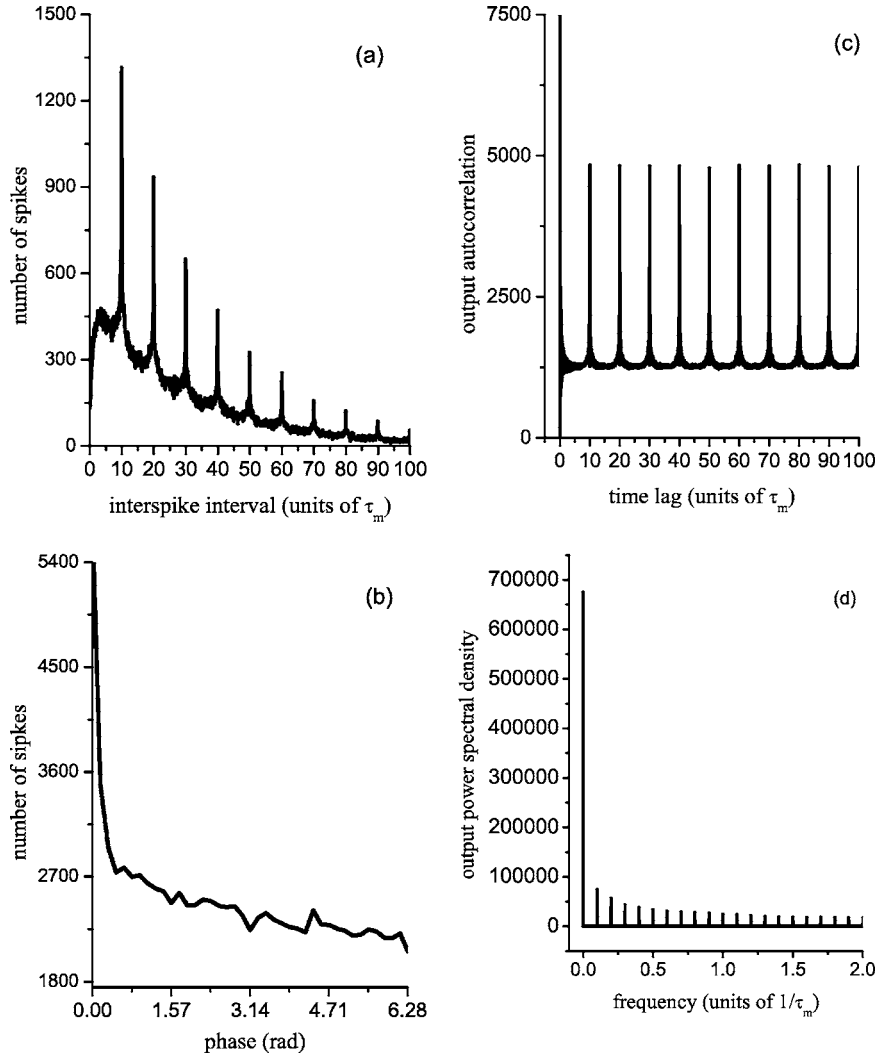 (a)
1500
1200
900
600
300
0
number of spikes
0 10 20 30 40 50 60 70 80 90 100
interspike interval (units of τm)
(c)
7500
5000
2500
0
output autocorrelation
0 10 20 30 40 50 60 70 80 90 100
time lag (units of τm)
(b)
5400
4500
3600
2700
1800
number of sipkes
0.00 1.57 3.14 4.71 6.28
phase (rad)
(d)
700000
600000
500000
400000
300000
200000
100000
0
output power spectral density
0.0 0.5 1.0 1.5 2.0
frequency (units of 1/τm)